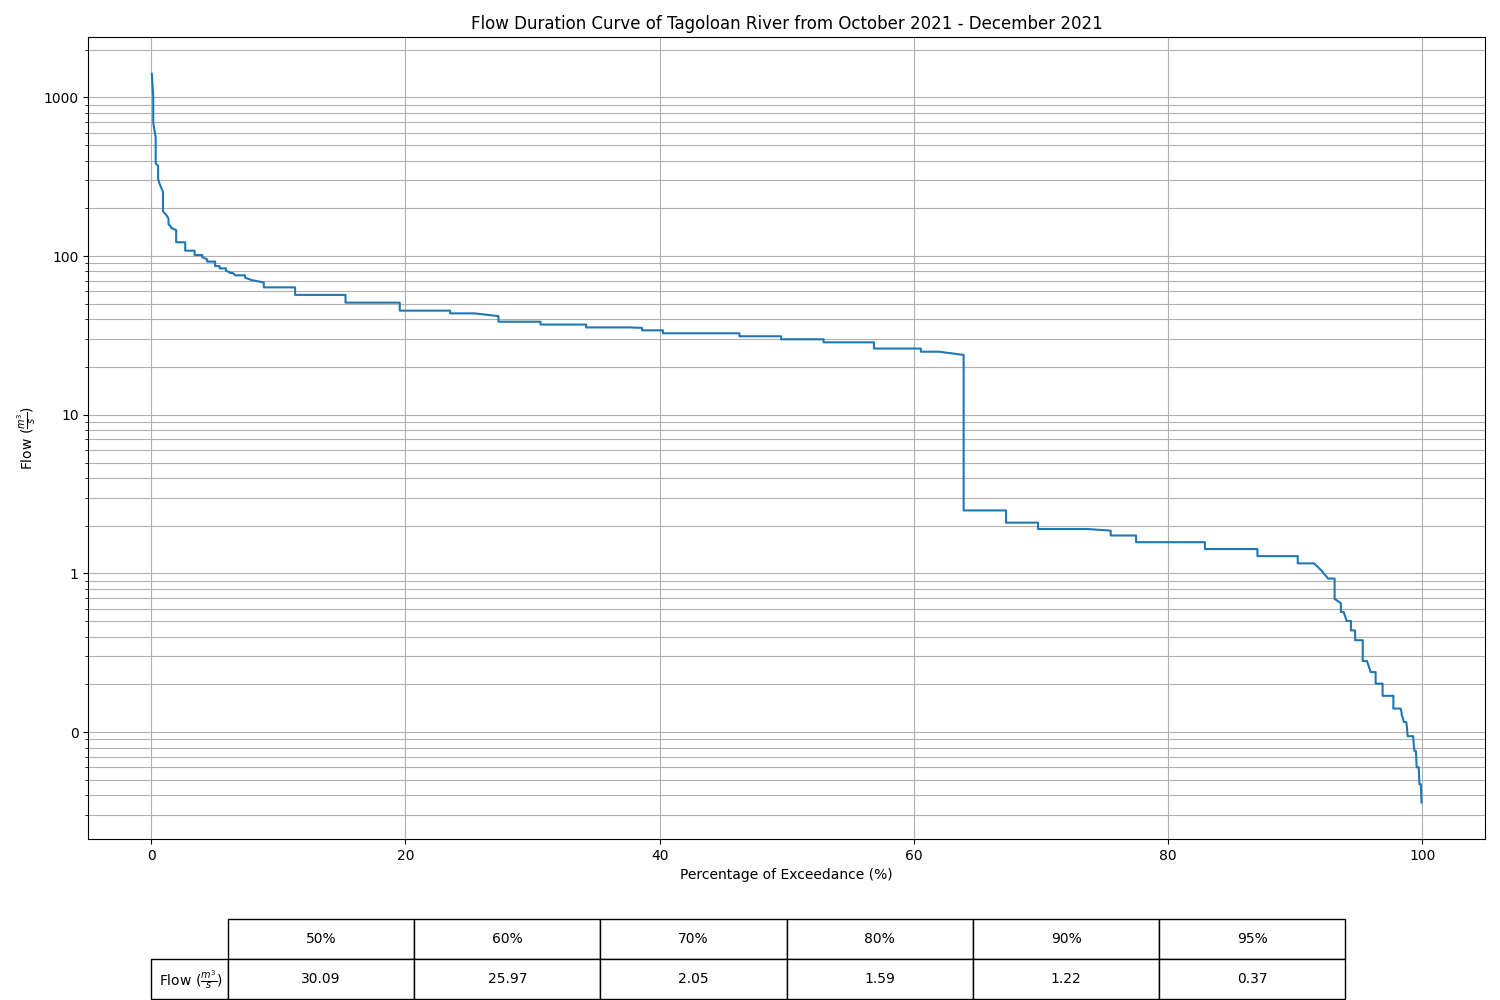 Flow Duration Curve of Tagoloan River from October 2021 - December 2021
1000
100
10
1
0
Flow (m³/s)
0 20 40 60 80 100
Percentage of Exceedance (%)
50% 60% 70% 80% 90% 95%
Flow (m³/s) 30.09 25.97 2.05 1.59 1.22 0.37